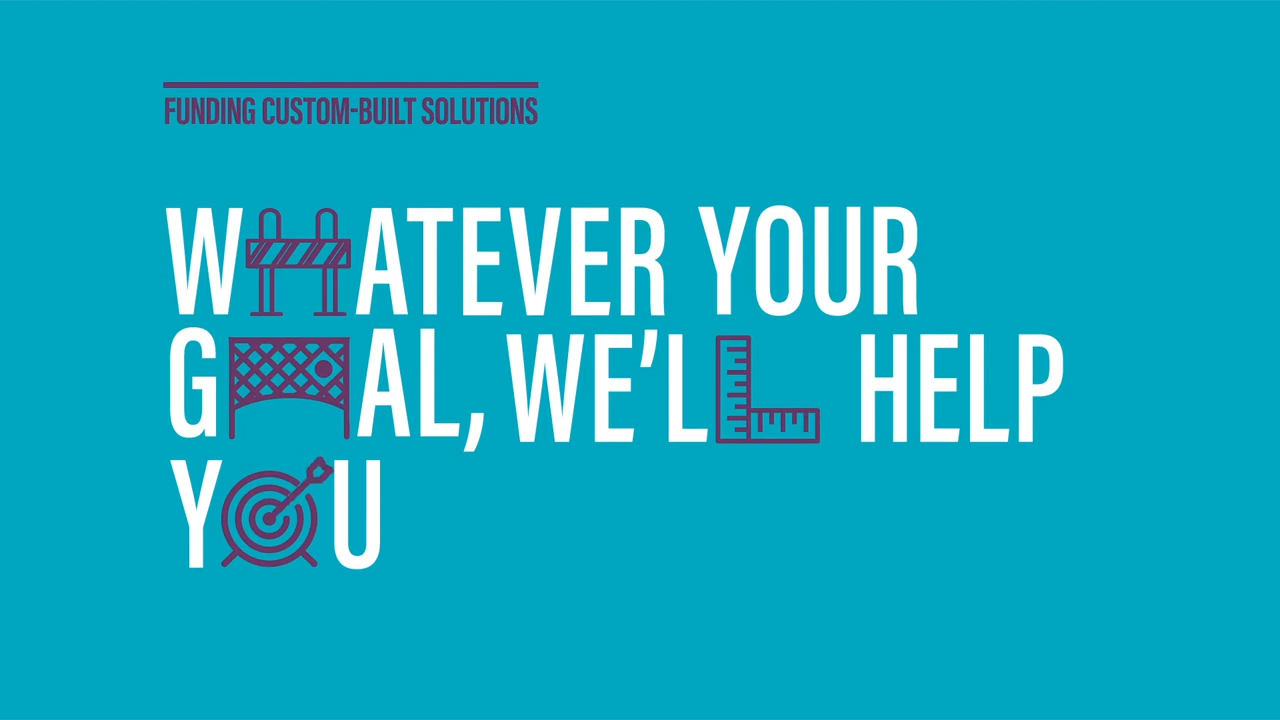 FUNDING CUSTOM-BUILT SOLUTIONS
WHATEVER YOUR
GOAL, WE’LL HELP
YOU